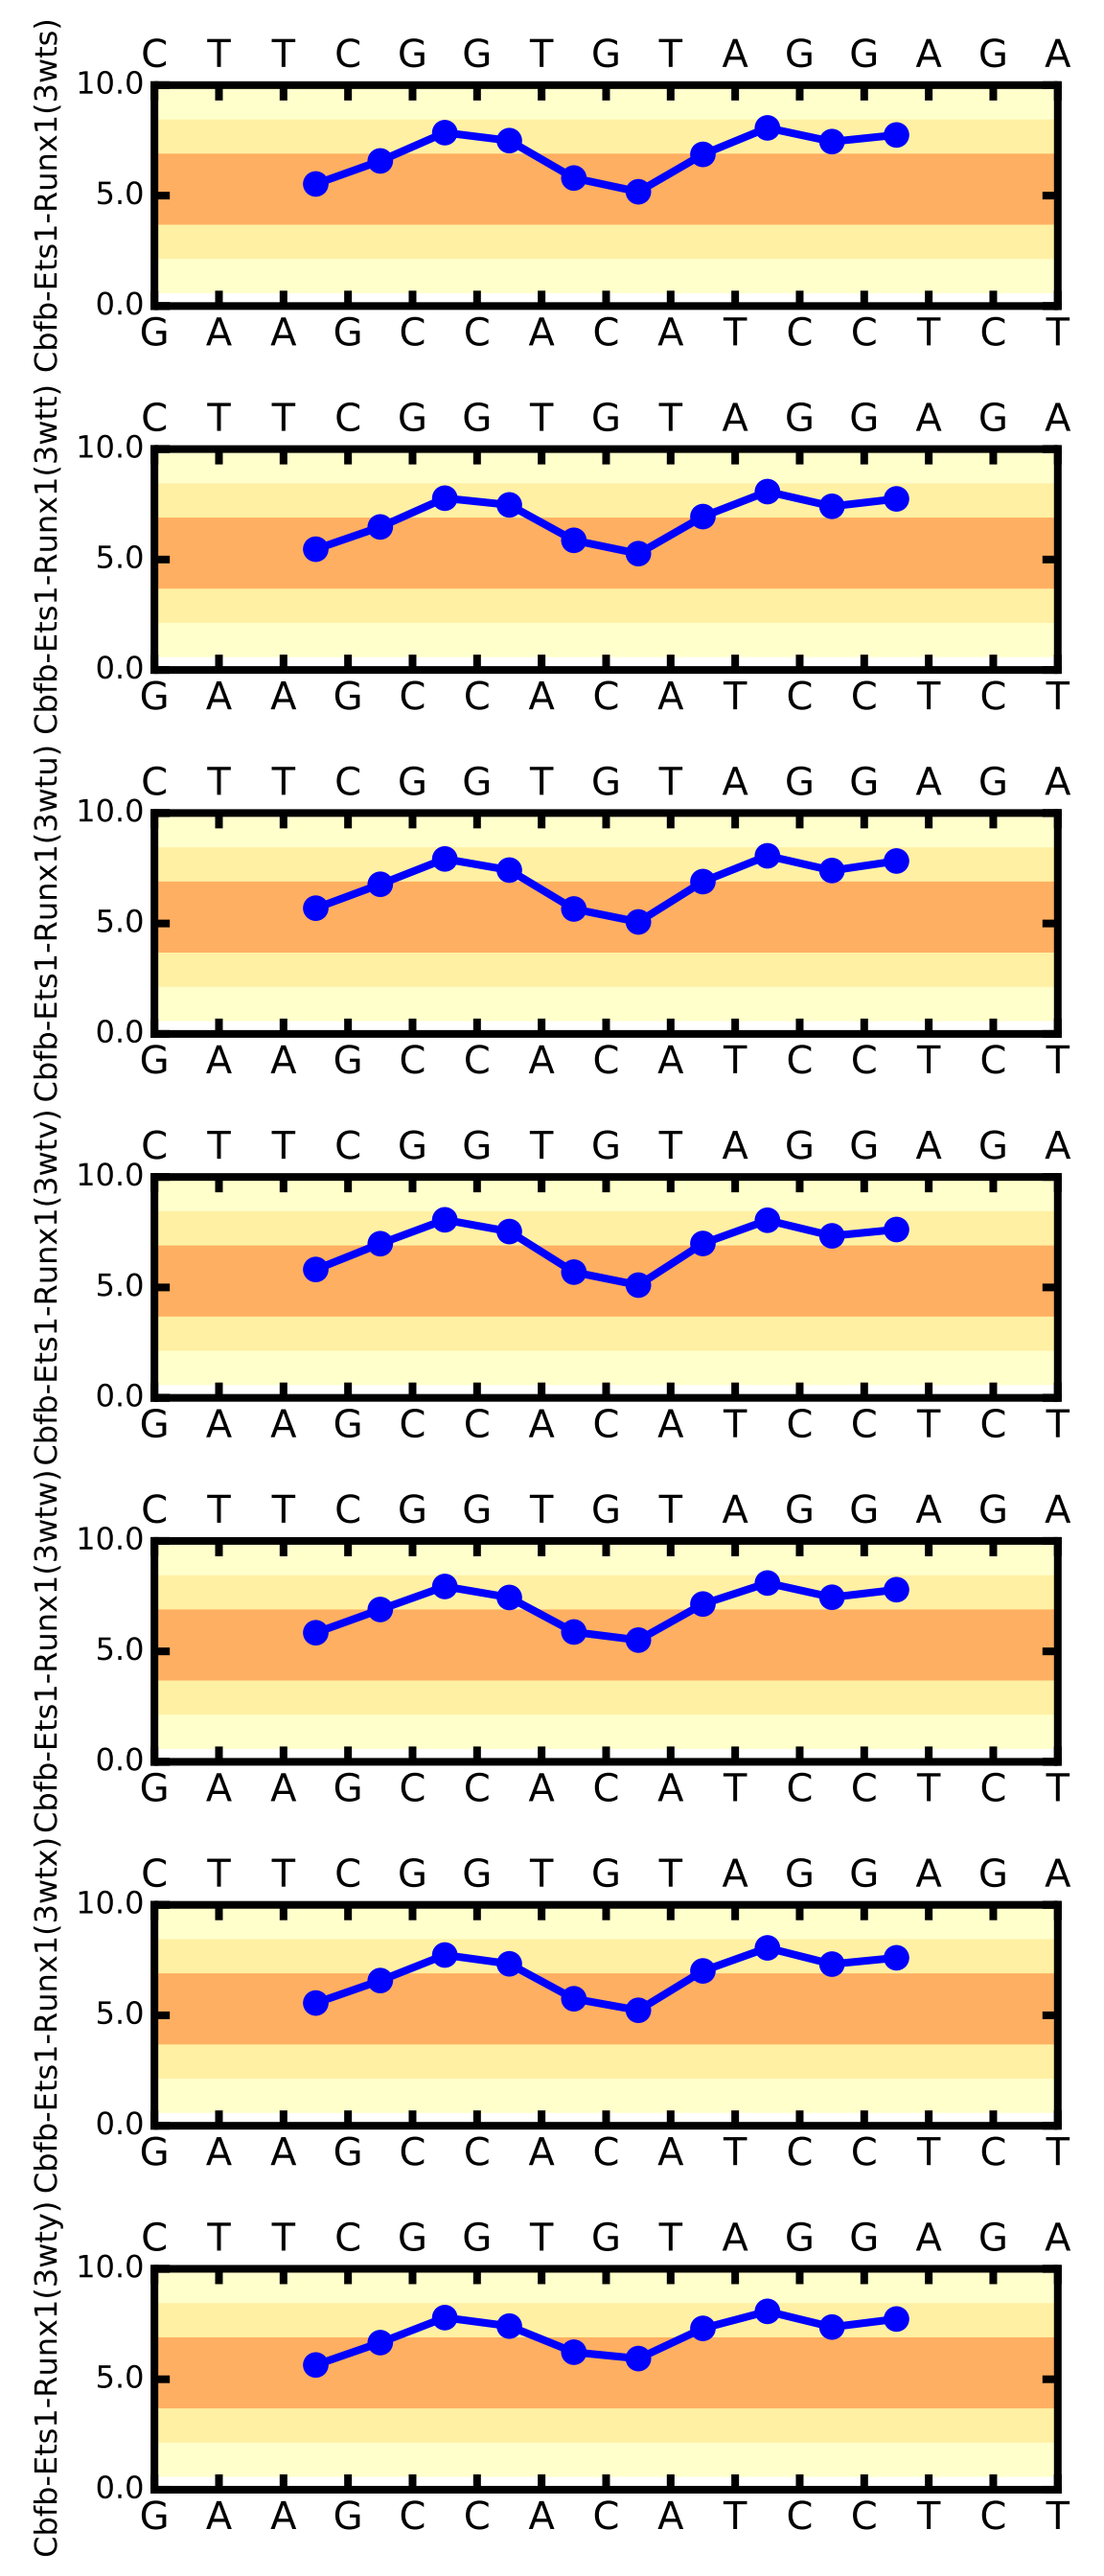 Cbfb-Ets1-Runx1(3wts)
C T T C G G T G T A G G A G A
10.0
5.0
0.0
G A A G C C A C A T C C T C T
Cbfb-Ets1-Runx1(3wtt)
C T T C G G T G T A G G A G A
10.0
5.0
0.0
G A A G C C A C A T C C T C T
Cbfb-Ets1-Runx1(3wtu)
C T T C G G T G T A G G A G A
10.0
5.0
0.0
G A A G C C A C A T C C T C T
Cbfb-Ets1-Runx1(3wtv)
C T T C G G T G T A G G A G A
10.0
5.0
0.0
G A A G C C A C A T C C T C T
Cbfb-Ets1-Runx1(3wtw)
C T T C G G T G T A G G A G A
10.0
5.0
0.0
G A A G C C A C A T C C T C T
Cbfb-Ets1-Runx1(3wtx)
C T T C G G T G T A G G A G A
10.0
5.0
0.0
G A A G C C A C A T C C T C T
Cbfb-Ets1-Runx1(3wty)
C T T C G G T G T A G G A G A
10.0
5.0
0.0
G A A G C C A C A T C C T C T